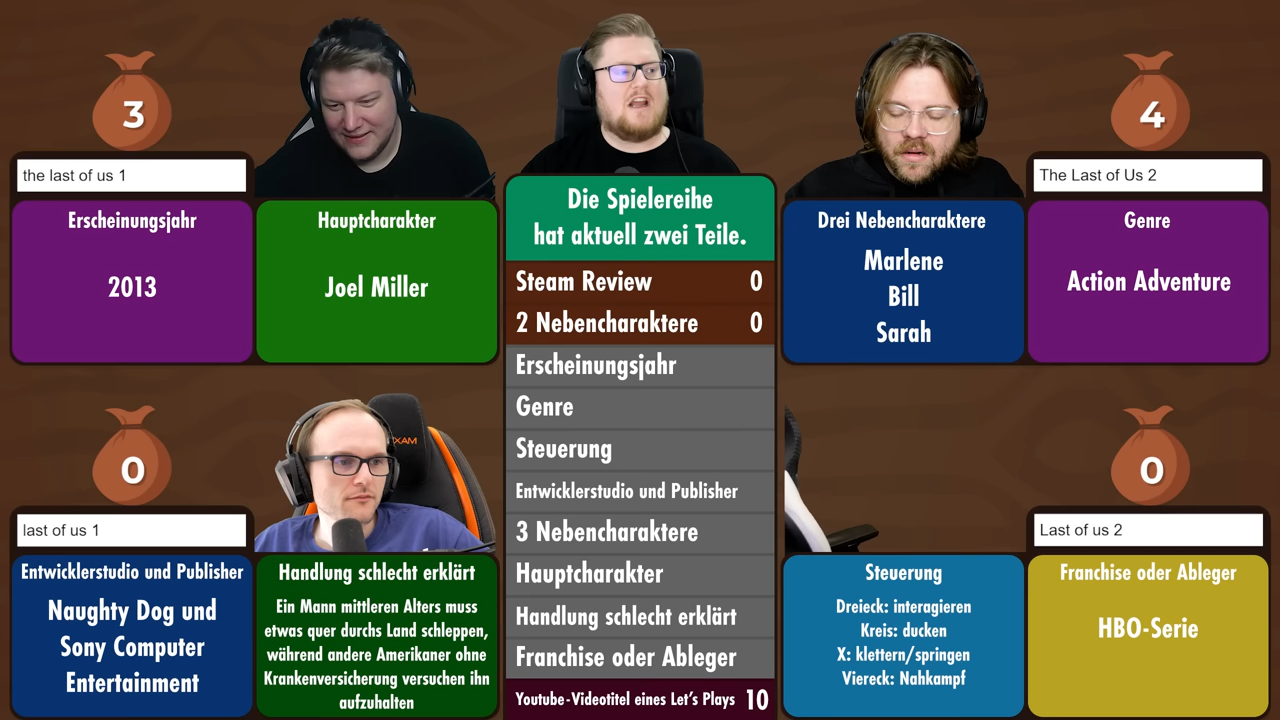 3
the last of us 1
Erscheinungsjahr
2013
Hauptcharakter
Joel Miller
Die Spielereihe
hat aktuell zwei Teile.
Steam Review 0
2 Nebencharaktere 0
Erscheinungsjahr
Genre
Steuerung
Entwicklerstudio und Publisher
3 Nebencharaktere
Hauptcharakter
Handlung schlecht erklärt
Franchise oder Ableger
Youtube-Videotitel eines Let's Plays 10
4
The Last of Us 2
Drei Nebencharaktere
Marlene
Bill
Sarah
Genre
Action Adventure
0
last of us 1
Entwicklerstudio und Publisher
Naughty Dog und
Sony Computer
Entertainment
XAM
Handlung schlecht erklärt
Ein Mann mittleren Alters muss
etwas quer durchs Land schleppen,
während andere Amerikaner ohne
Krankenversicherung versuchen ihn
aufzuhalten
0
Last of us 2
Steuerung
Dreieck: interagieren
Kreis: ducken
X: klettern/springen
Viereck: Nahkampf
Franchise oder Ableger
HBO-Serie